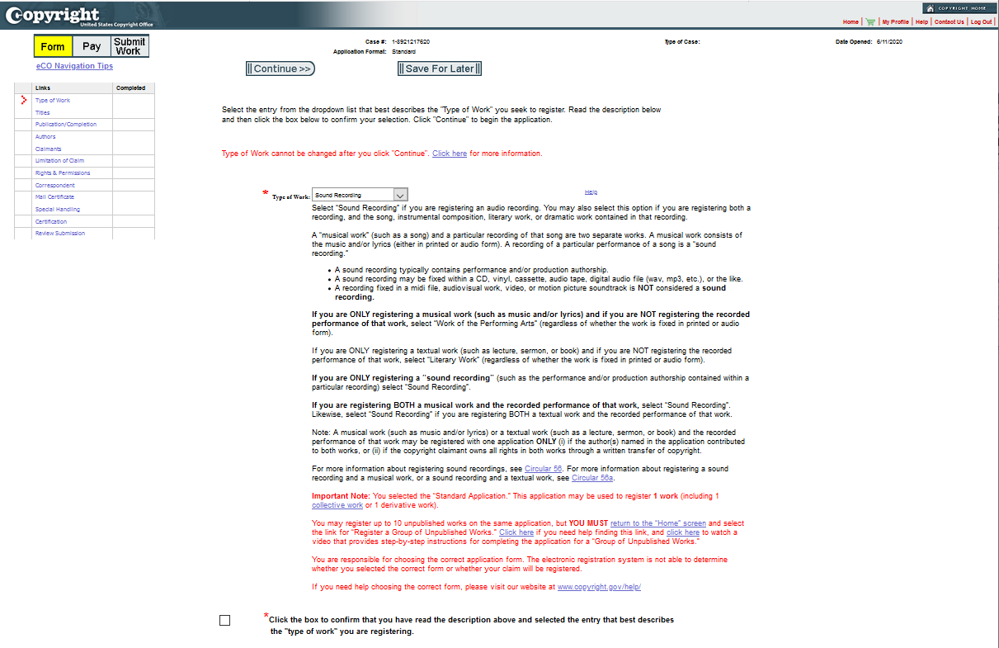 Copyright
United States Copyright Office
COPYRIGHT HOME
Home | | My Profile | Help | Contact Us | Log Out |
Form Pay Submit Work
eCO Navigation Tips
Case #: 1-8921217620
Type of Case:
Date Opened: 6/11/2020
Application Format: Standard
|| Continue >>
|| Save For Later ||
Links Completed
Type of Work
Titles
Publication/Completion
Authors
Claimants
Limitation of Claim
Rights & Permissions
Correspondent
Mail Certificate
Special Handling
Certification
Review Submission
Select the entry from the dropdown list that best describes the "Type of Work" you seek to register. Read the description below
and then click the box below to confirm your selection. Click "Continue" to begin the application.
Type of Work cannot be changed after you click "Continue". Click here for more information.
* Type of Work: Sound Recording
Help
Select "Sound Recording" if you are registering an audio recording. You may also select this option if you are registering both a
recording, and the song, instrumental composition, literary work, or dramatic work contained in that recording.
A "musical work" (such as a song) and a particular recording of that song are two separate works. A musical work consists of
the music and/or lyrics (either in printed or audio form). A recording of a particular performance of a song is a "sound
recording."
• A sound recording typically contains performance and/or production authorship.
• A sound recording may be fixed within a CD, vinyl, cassette, audio tape, digital audio file (wav, mp3, etc.), or the like.
• A recording fixed in a midi file, audiovisual work, video, or motion picture soundtrack is NOT considered a sound
recording.
If you are ONLY registering a musical work (such as music and/or lyrics) and if you are NOT registering the recorded
performance of that work, select "Work of the Performing Arts" (regardless of whether the work is fixed in printed or audio
form).
If you are ONLY registering a textual work (such as lecture, sermon, or book) and if you are NOT registering the recorded
performance of that work, select "Literary Work" (regardless of whether the work is fixed in printed or audio form).
If you are ONLY registering a "sound recording" (such as the performance and/or production authorship contained within a
particular recording) select "Sound Recording".
If you are registering BOTH a musical work and the recorded performance of that work, select "Sound Recording".
Likewise, select "Sound Recording" if you are registering BOTH a textual work and the recorded performance of that work.
Note: A musical work (such as music and/or lyrics) or a textual work (such as a lecture, sermon, or book) and the recorded
performance of that work may be registered with one application ONLY (i) if the author(s) named in the application contributed
to both works, or (ii) if the copyright claimant owns all rights in both works through a written transfer of copyright.
For more information about registering sound recordings, see Circular 56. For more information about registering a sound
recording and a musical work, or a sound recording and a textual work, see Circular 56a.
Important Note: You selected the "Standard Application." This application may be used to register 1 work (including 1
collective work or 1 derivative work).
You may register up to 10 unpublished works on the same application, but YOU MUST return to the "Home" screen and select
the link for "Register a Group of Unpublished Works." Click here if you need help finding this link, and click here to watch a
video that provides step-by-step instructions for completing the application for a "Group of Unpublished Works."
You are responsible for choosing the correct application form. The electronic registration system is not able to determine
whether you selected the correct form or whether your claim will be registered.
If you need help choosing the correct form, please visit our website at www.copyright.gov/help/
*Click the box to confirm that you have read the description above and selected the entry that best describes
the "type of work" you are registering.